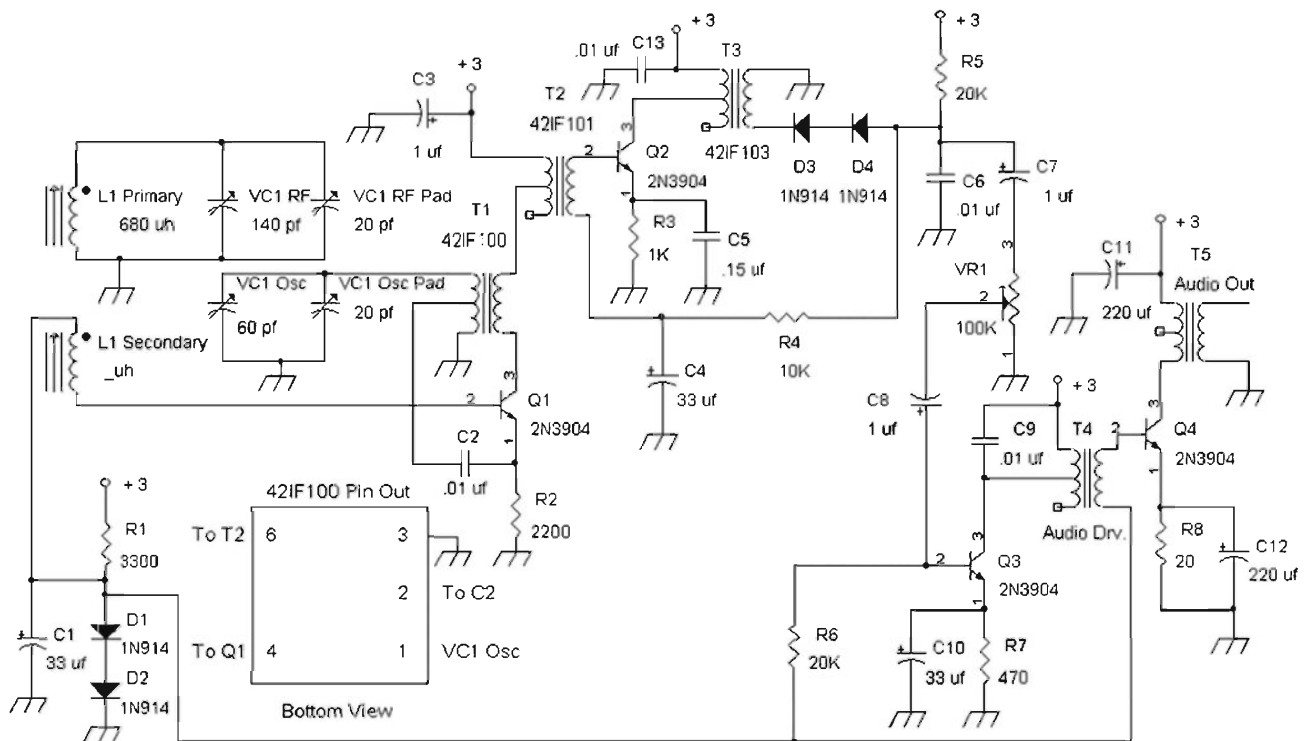 + 3
C13
.01 uf
T3
+ 3
R5
20K
C3
+ 3
1 uf
T2
42IF101
3
2
Q2
2N3904
1
42IF103
D3
1N914
D4
1N914
C6
.01 uf
C7
1 uf
L1 Primary
680 uh
VC1 RF
140 pf
VC1 RF Pad
20 pf
T1
42IF100
R3
1K
C5
.15 uf
3
VR1
2
100K
1
C11
220 uf
+ 3
T5
Audio Out
VC1 Osc
60 pf
VC1 Osc Pad
20 pf
L1 Secondary
_uh
R4
10K
C4
33 uf
3
2
Q1
2N3904
1
C2
.01 uf
R2
2200
C8
1 uf
+ 3
C9
.01 uf
T4
Audio Drv.
3
2
Q4
2N3904
1
R8
20
C12
220 uf
+ 3
R1
3300
42IF100 Pin Out
To T2
6
3
2
To C2
To Q1
4
1
VC1 Osc
Bottom View
C1
33 uf
D1
1N914
D2
1N914
3
2
Q3
2N3904
1
R6
20K
C10
33 uf
R7
470